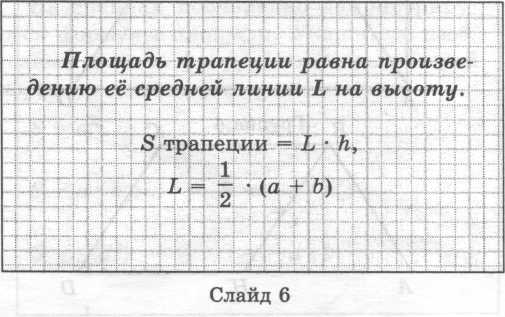 Площадь трапеции равна произве-
дению её средней линии L на высоту.
S трапеции = L · h,
L = 1/2 · (a + b)
Слайд 6